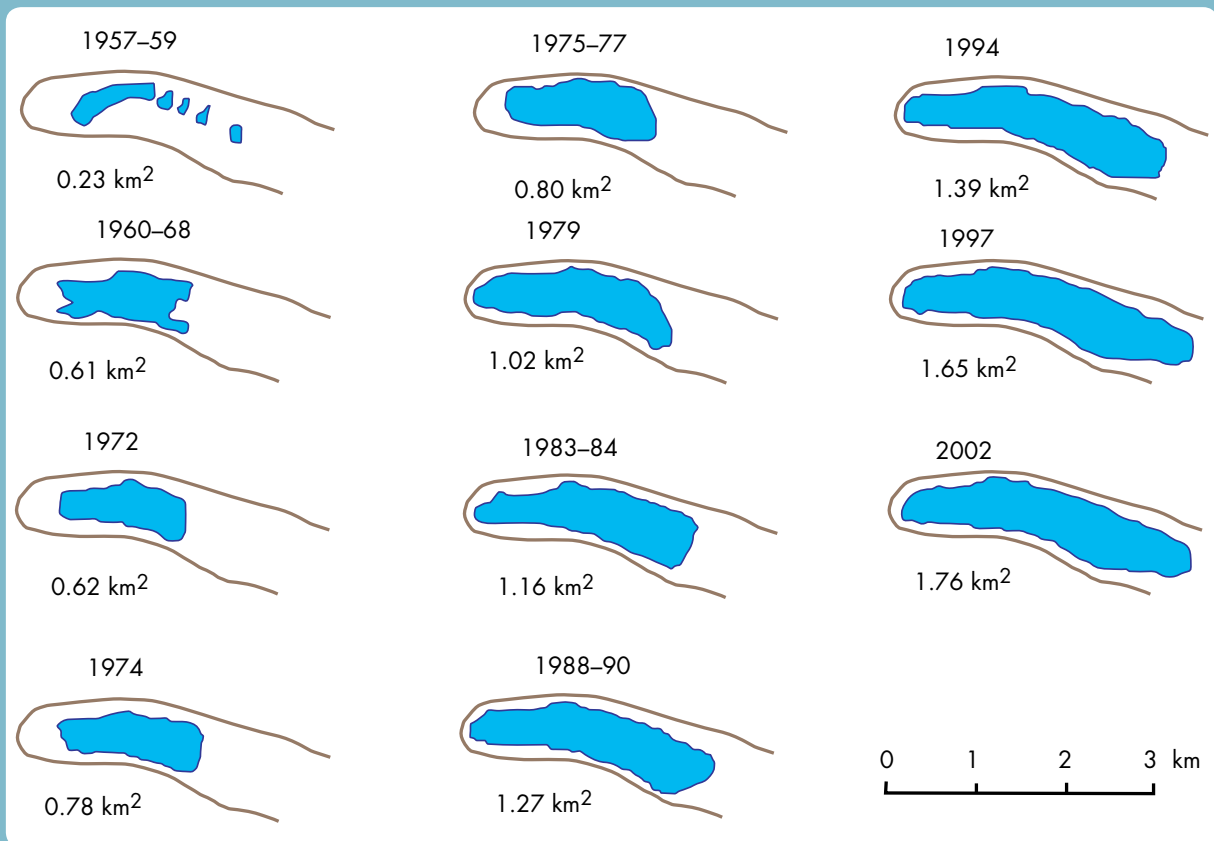 1957–59
0.23 km²
1960–68
0.61 km²
1972
0.62 km²
1974
0.78 km²
1975–77
0.80 km²
1979
1.02 km²
1983–84
1.16 km²
1988–90
1.27 km²
1994
1.39 km²
1997
1.65 km²
2002
1.76 km²
0 1 2 3 km